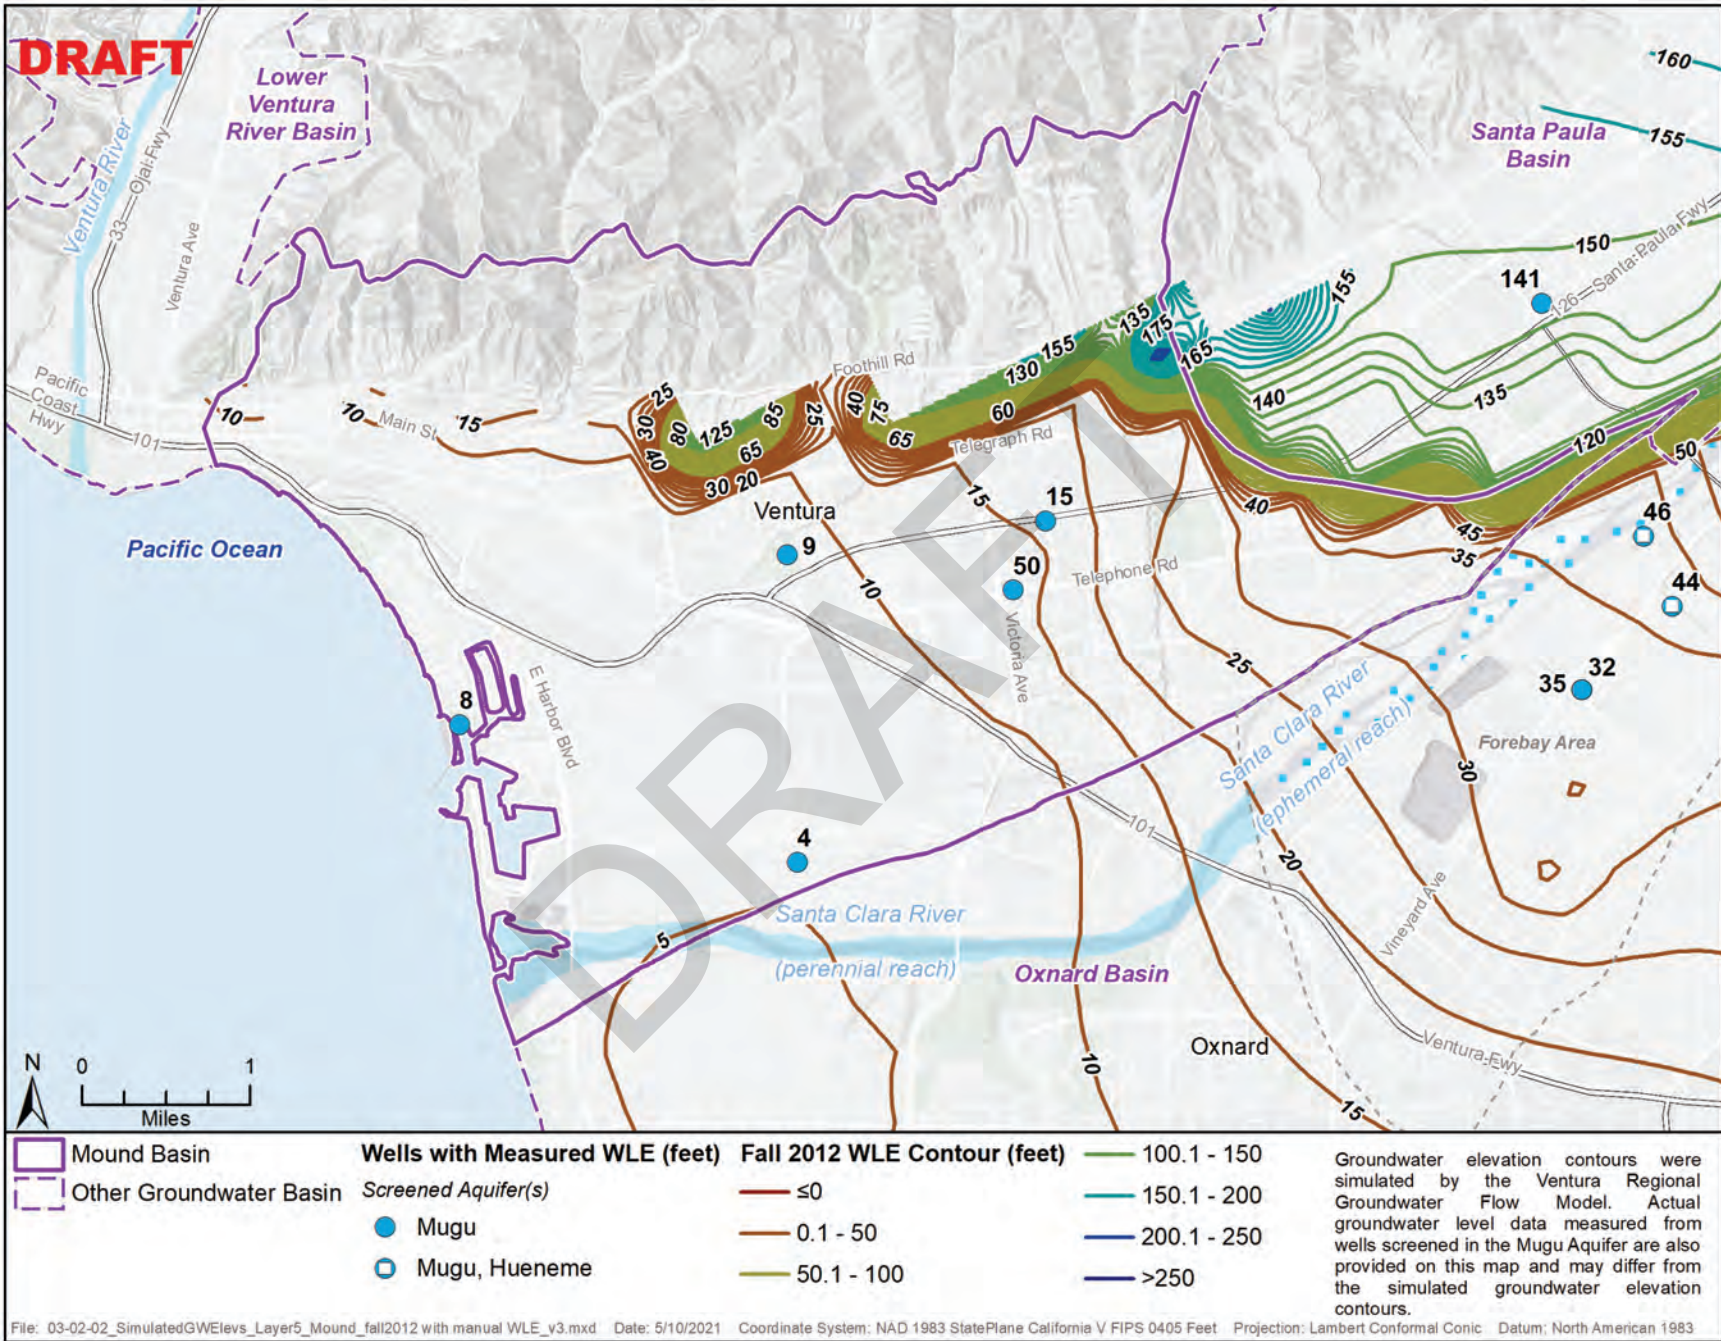 DRAFT
Lower
Ventura
River Basin
Ventura River
33
Ojai Fwy
Ventura Ave
Santa Paula
Basin
160
155
150
141
126
Santa Paula Fwy
155
135
175
165
155
130
140
135
120
50
Foothill Rd
Pacific
Coast
Hwy
101
10
10
Main St
15
25
30
40
80
125
85
65
30
20
25
40
75
65
60
Telegraph Rd
Ventura
9
15
15
50
10
Telephone Rd
Victoria Ave
40
45
35
46
44
Pacific Ocean
8
E Harbor Blvd
25
Santa Clara River
(ephemeral reach)
35
32
Forebay Area
30
4
101
20
Vineyard Ave
5
Santa Clara River
(perennial reach)
Oxnard Basin
Oxnard
10
15
Ventura Fwy
DRAFT
N
0
1
Miles
Mound Basin
Other Groundwater Basin
Wells with Measured WLE (feet)
Screened Aquifer(s)
Mugu
Mugu, Hueneme
Fall 2012 WLE Contour (feet)
≤0
0.1 - 50
50.1 - 100
100.1 - 150
150.1 - 200
200.1 - 250
>250
Groundwater elevation contours were
simulated by the Ventura Regional
Groundwater Flow Model. Actual
groundwater level data measured from
wells screened in the Mugu Aquifer are also
provided on this map and may differ from
the simulated groundwater elevation
contours.
File: 03-02-02_SimulatedGWElevs_Layer5_Mound_fall2012 with manual WLE_v3.mxd Date: 5/10/2021 Coordinate System: NAD 1983 StatePlane California V FIPS 0405 Feet Projection: Lambert Conformal Conic Datum: North American 1983